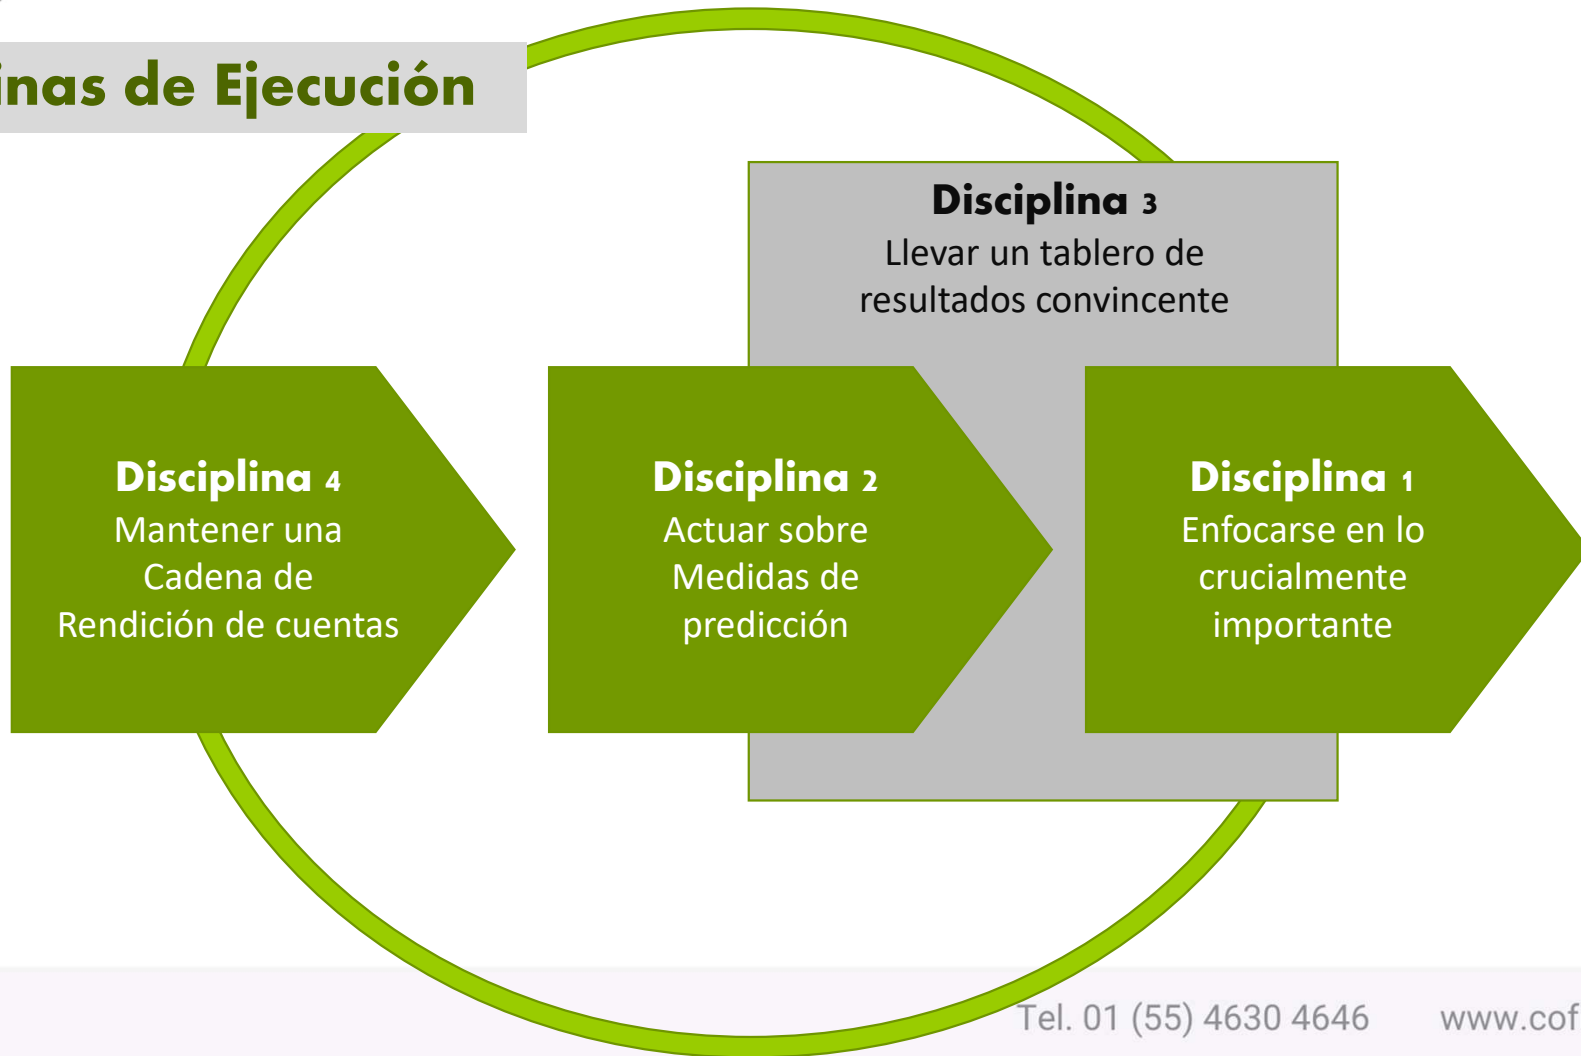 inas de Ejecución
Disciplina 3
Llevar un tablero de
resultados convincente
Disciplina 4
Mantener una
Cadena de
Rendición de cuentas
Disciplina 2
Actuar sobre
Medidas de
predicción
Disciplina 1
Enfocarse en lo
crucialmente
importante
Tel. 01 (55) 4630 4646 www.cof